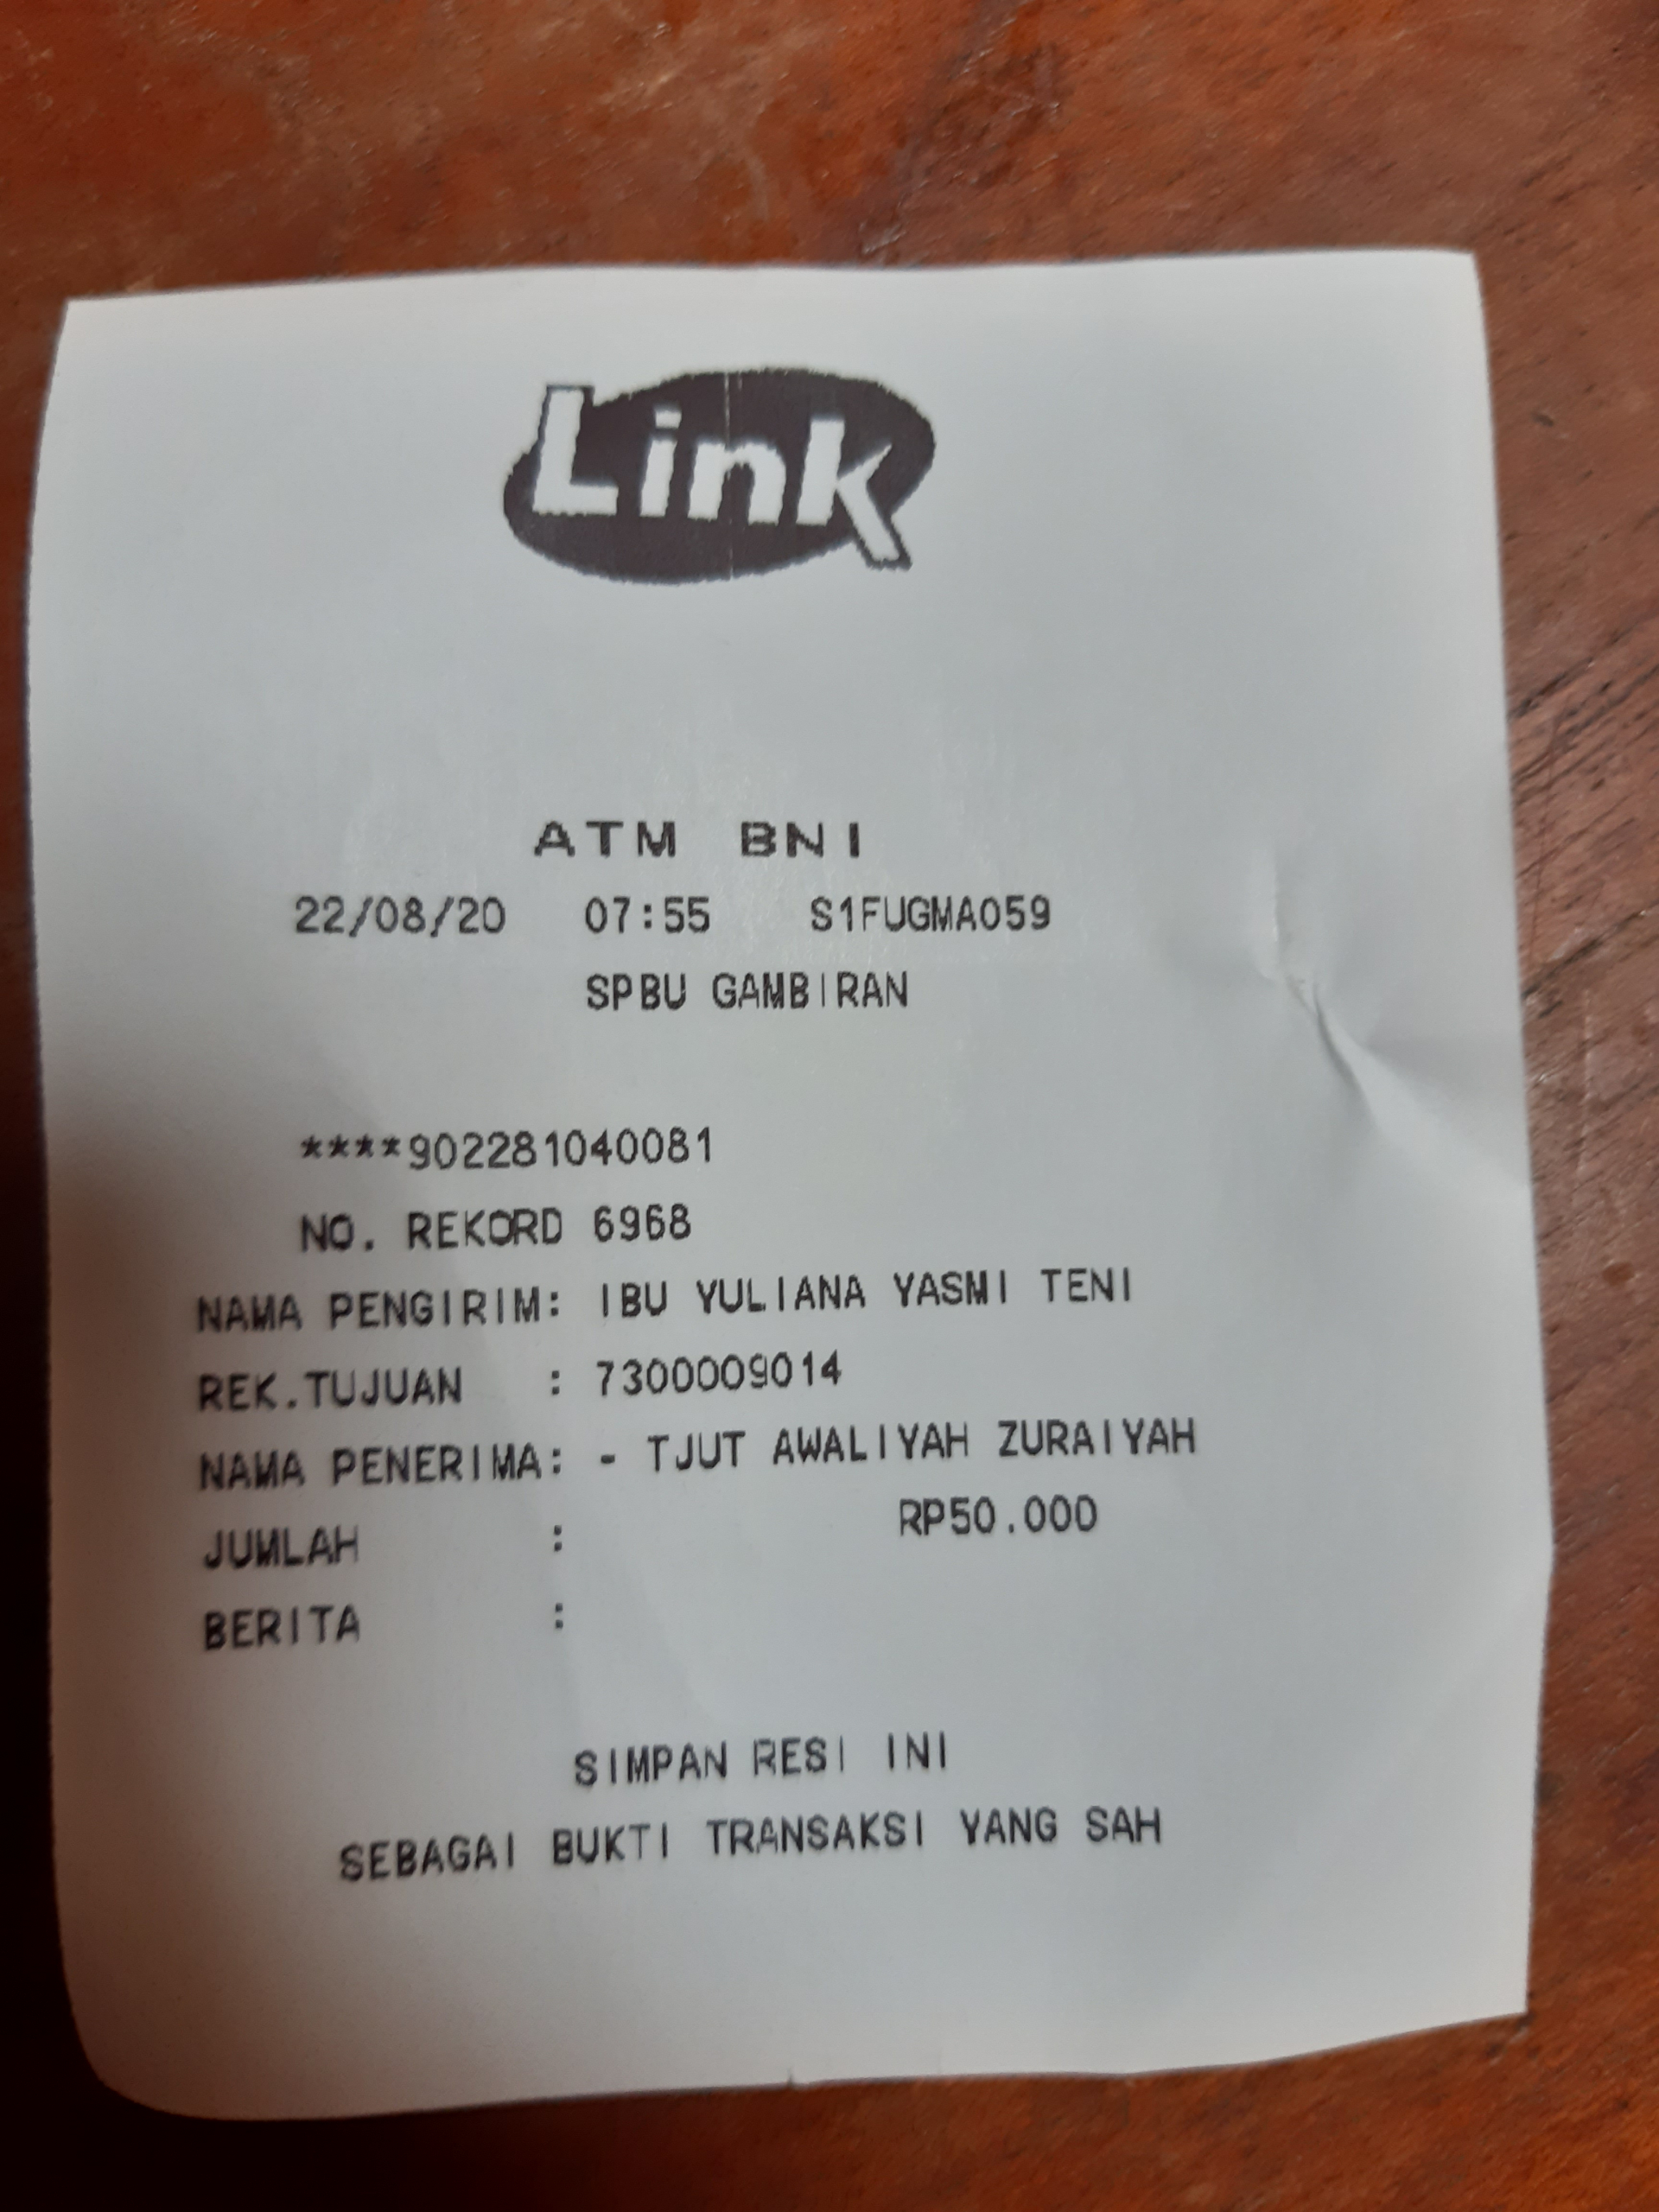 Link
ATM BNI
22/08/20 07:55 S1FUGMA059
SPBU GAMBIRAN
****902281040081
NO. REKORD 6968
NAMA PENGIRIM: IBU YULIANA YASMI TENI
REK.TUJUAN : 7300009014
NAMA PENERIMA: - TJUT AWALIYAH ZURAIYAH
JUMLAH : RP50.000
BERITA :
SIMPAN RESI INI
SEBAGAI BUKTI TRANSAKSI YANG SAH